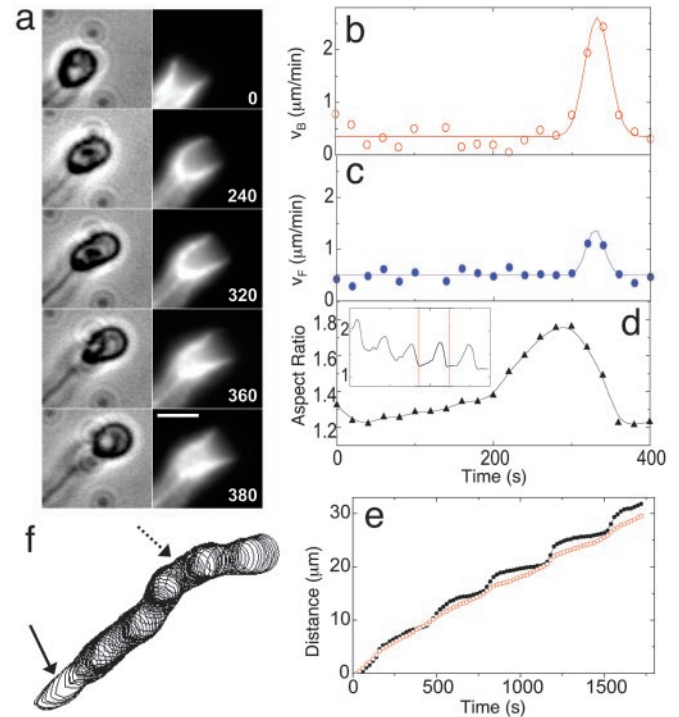 a
0
240
320
360
380
b
v_B (μm/min)
2
1
0
c
v_F (μm/min)
2
1
0
d
Aspect Ratio
1.8
1.6
1.4
1.2
2
1
0 200 400
Time (s)
e
Distance (μm)
30
20
10
0
0 500 1000 1500
Time (s)
f